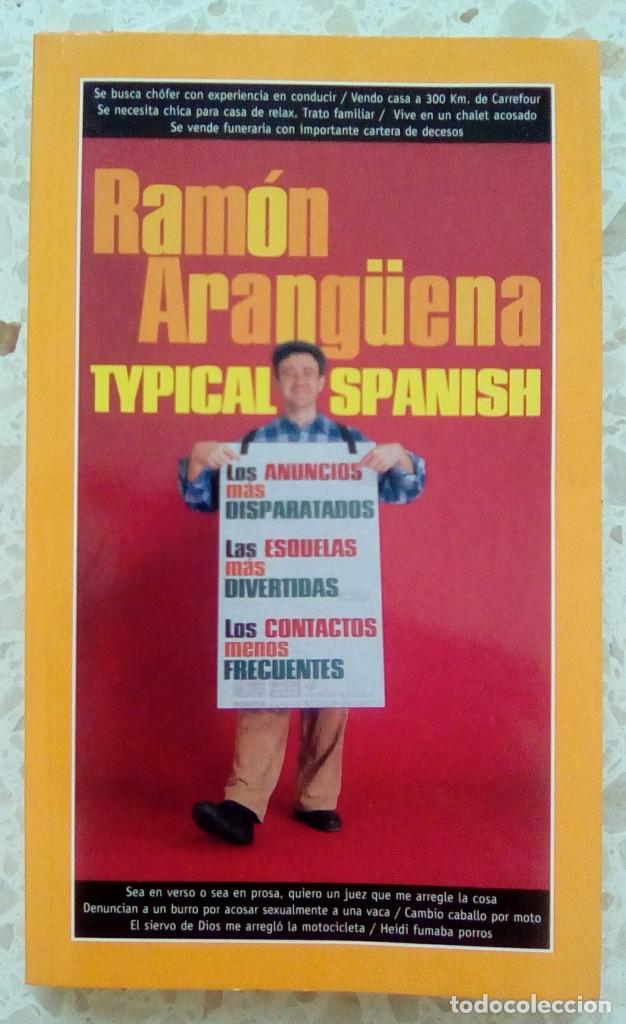 Se busca chófer con experiencia en conducir / Vendo casa a 300 Km. de Carrefour
Se necesita chica para casa de relax. Trato familiar / Vive en un chalet acosado
Se vende funeraria con importante cartera de decesos
Ramón
Arangüena
TYPICAL SPANISH
Los ANUNCIOS
más
DISPARATADOS
Las ESQUELAS
más
DIVERTIDAS
Los CONTACTOS
menos
FRECUENTES
Sea en verso o sea en prosa, quiero un juez que me arregle la cosa
Denuncian a un burro por acosar sexualmente a una vaca / Cambio caballo por moto
El siervo de Dios me arregló la motocicleta / Heidi fumaba porros
todocoleccion